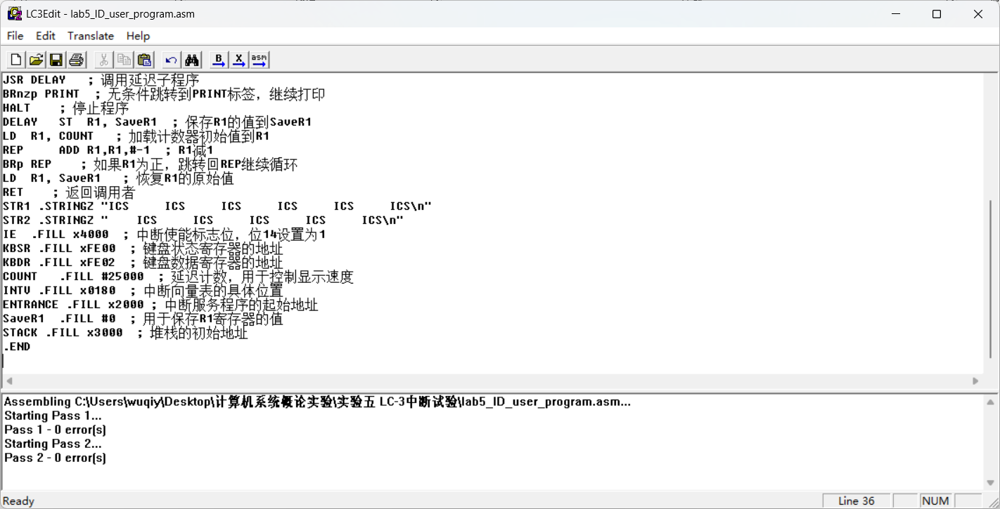 LC3Edit - lab5_ID_user_program.asm
File Edit Translate Help
B X asm
JSR DELAY   ; 调用延迟子程序
BRnzp PRINT  ; 无条件跳转到PRINT标签，继续打印
HALT    ; 停止程序
DELAY   ST  R1, SaveR1  ; 保存R1的值到SaveR1
LD  R1, COUNT   ; 加载计数器初始值到R1
REP     ADD R1,R1,#-1  ; R1减1
BRp REP    ; 如果R1为正，跳转回REP继续循环
LD  R1, SaveR1   ; 恢复R1的原始值
RET    ; 返回调用者
STR1 .STRINGZ "ICS     ICS     ICS     ICS     ICS     ICS\n"
STR2 .STRINGZ "    ICS     ICS     ICS     ICS     ICS\n"
IE  .FILL x4000  ; 中断使能标志位，位14设置为1
KBSR .FILL xFE00  ; 键盘状态寄存器的地址
KBDR .FILL xFE02  ; 键盘数据寄存器的地址
COUNT   .FILL #25000  ; 延迟计数，用于控制显示速度
INTV .FILL x0180  ; 中断向量表的具体位置
ENTRANCE .FILL x2000 ; 中断服务程序的起始地址
SaveR1  .FILL #0  ; 用于保存R1寄存器的值
STACK .FILL x3000  ; 堆栈的初始地址
.END
Assembling C:\Users\wuqiy\Desktop\计算机系统概论实验\实验五 LC-3中断试验\lab5_ID_user_program.asm...
Starting Pass 1...
Pass 1 - 0 error(s)
Starting Pass 2...
Pass 2 - 0 error(s)
Ready Line 36 NUM